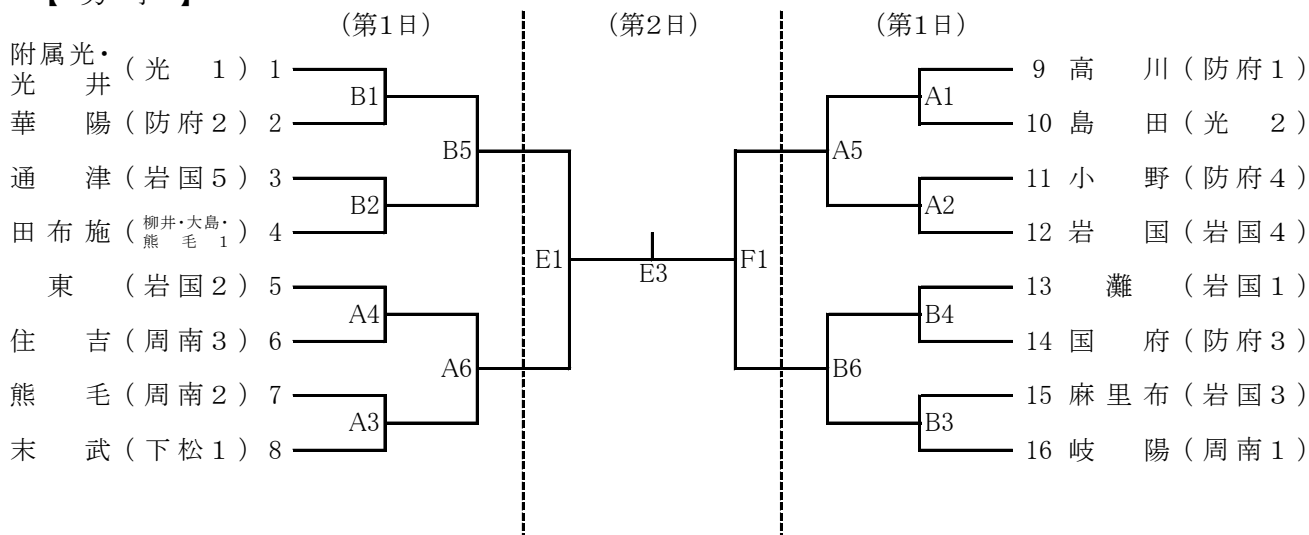 (第1日) (第2日) (第1日)
附属光・光井(光 1) 1
華 陽(防府2) 2
通 津(岩国5) 3
田布施(柳井・大島・熊毛1) 4
東 (岩国2) 5
住 吉(周南3) 6
熊 毛(周南2) 7
末 武(下松1) 8
B1
B2
A4
A3
B5
A6
E1
E3
F1
A5
B6
A1
A2
B4
B3
9 高 川(防府1)
10 島 田(光 2)
11 小 野(防府4)
12 岩 国(岩国4)
13 灘 (岩国1)
14 国 府(防府3)
15 麻里布(岩国3)
16 岐 陽(周南1)